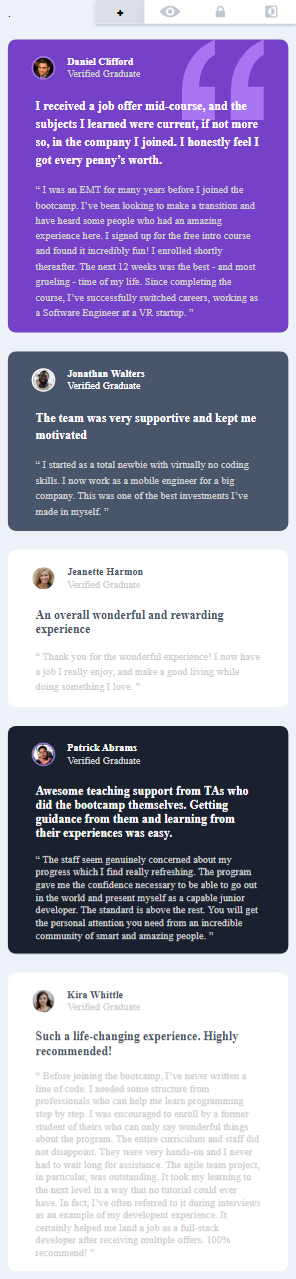 Daniel Clifford
Verified Graduate
I received a job offer mid-course, and the
subjects I learned were current, if not more
so, in the company I joined. I honestly feel I
got every penny’s worth.
“ I was an EMT for many years before I joined the
bootcamp. I’ve been looking to make a transition and
have heard some people who had an amazing
experience here. I signed up for the free intro course
and found it incredibly fun! I enrolled shortly
thereafter. The next 12 weeks was the best - and most
grueling - time of my life. Since completing the
course, I’ve successfully switched careers, working as
a Software Engineer at a VR startup. ”
Jonathan Walters
Verified Graduate
The team was very supportive and kept me
motivated
“ I started as a total newbie with virtually no coding
skills. I now work as a mobile engineer for a big
company. This was one of the best investments I’ve
made in myself. ”
Jeanette Harmon
Verified Graduate
An overall wonderful and rewarding
experience
“ Thank you for the wonderful experience! I now have
a job I really enjoy, and make a good living while
doing something I love. ”
Patrick Abrams
Verified Graduate
Awesome teaching support from TAs who
did the bootcamp themselves. Getting
guidance from them and learning from
their experiences was easy.
“ The staff seem genuinely concerned about my
progress which I find really refreshing. The program
gave me the confidence necessary to be able to go out
in the world and present myself as a capable junior
developer. The standard is above the rest. You will get
the personal attention you need from an incredible
community of smart and amazing people. ”
Kira Whittle
Verified Graduate
Such a life-changing experience. Highly
recommended!
“ Before joining the bootcamp, I’ve never written a
line of code. I needed some structure from
professionals who can help me learn programming
step by step. I was encouraged to enroll by a former
student of theirs who can only say wonderful things
about the program. The entire curriculum and staff did
not disappoint. They were very hands-on and I never
had to wait long for assistance. The agile team project,
in particular, was outstanding. It took my learning to
the next level in a way that no tutorial could ever
have. In fact, I’ve often referred to it during interviews
as an example of my developent experience. It
certainly helped me land a job as a full-stack
developer after receiving multiple offers. 100%
recommend! ”